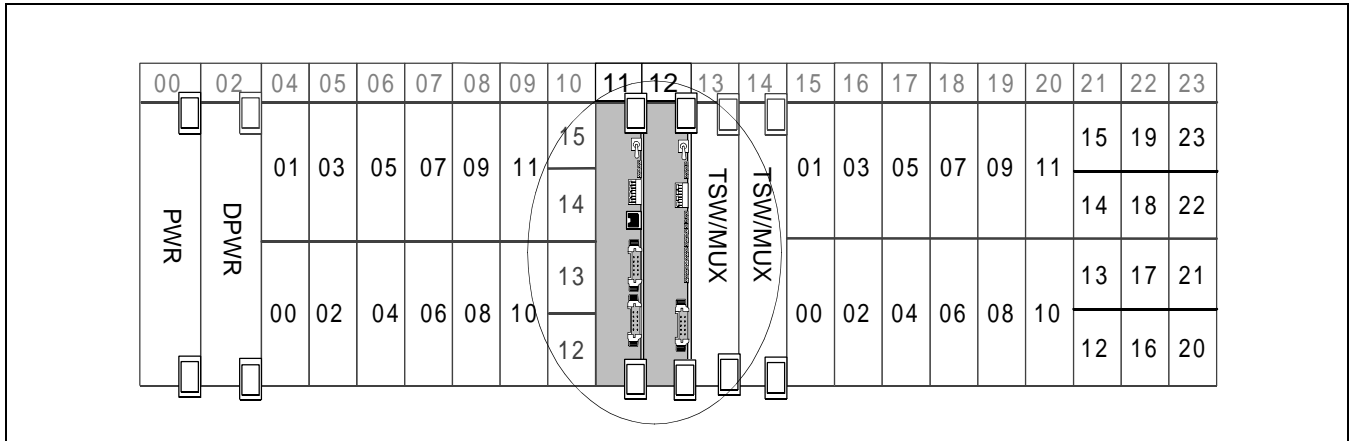 00 02 04 05 06 07 08 09 10 11 12 13 14 15 16 17 18 19 20 21 22 23
15 15 19 23
01 03 05 07 09 11 01 03 05 07 09 11
14 14 18 22
PWR DPWR TSW/MUX TSW/MUX
13 13 17 21
00 02 04 06 08 10 00 02 04 06 08 10
12 12 16 20